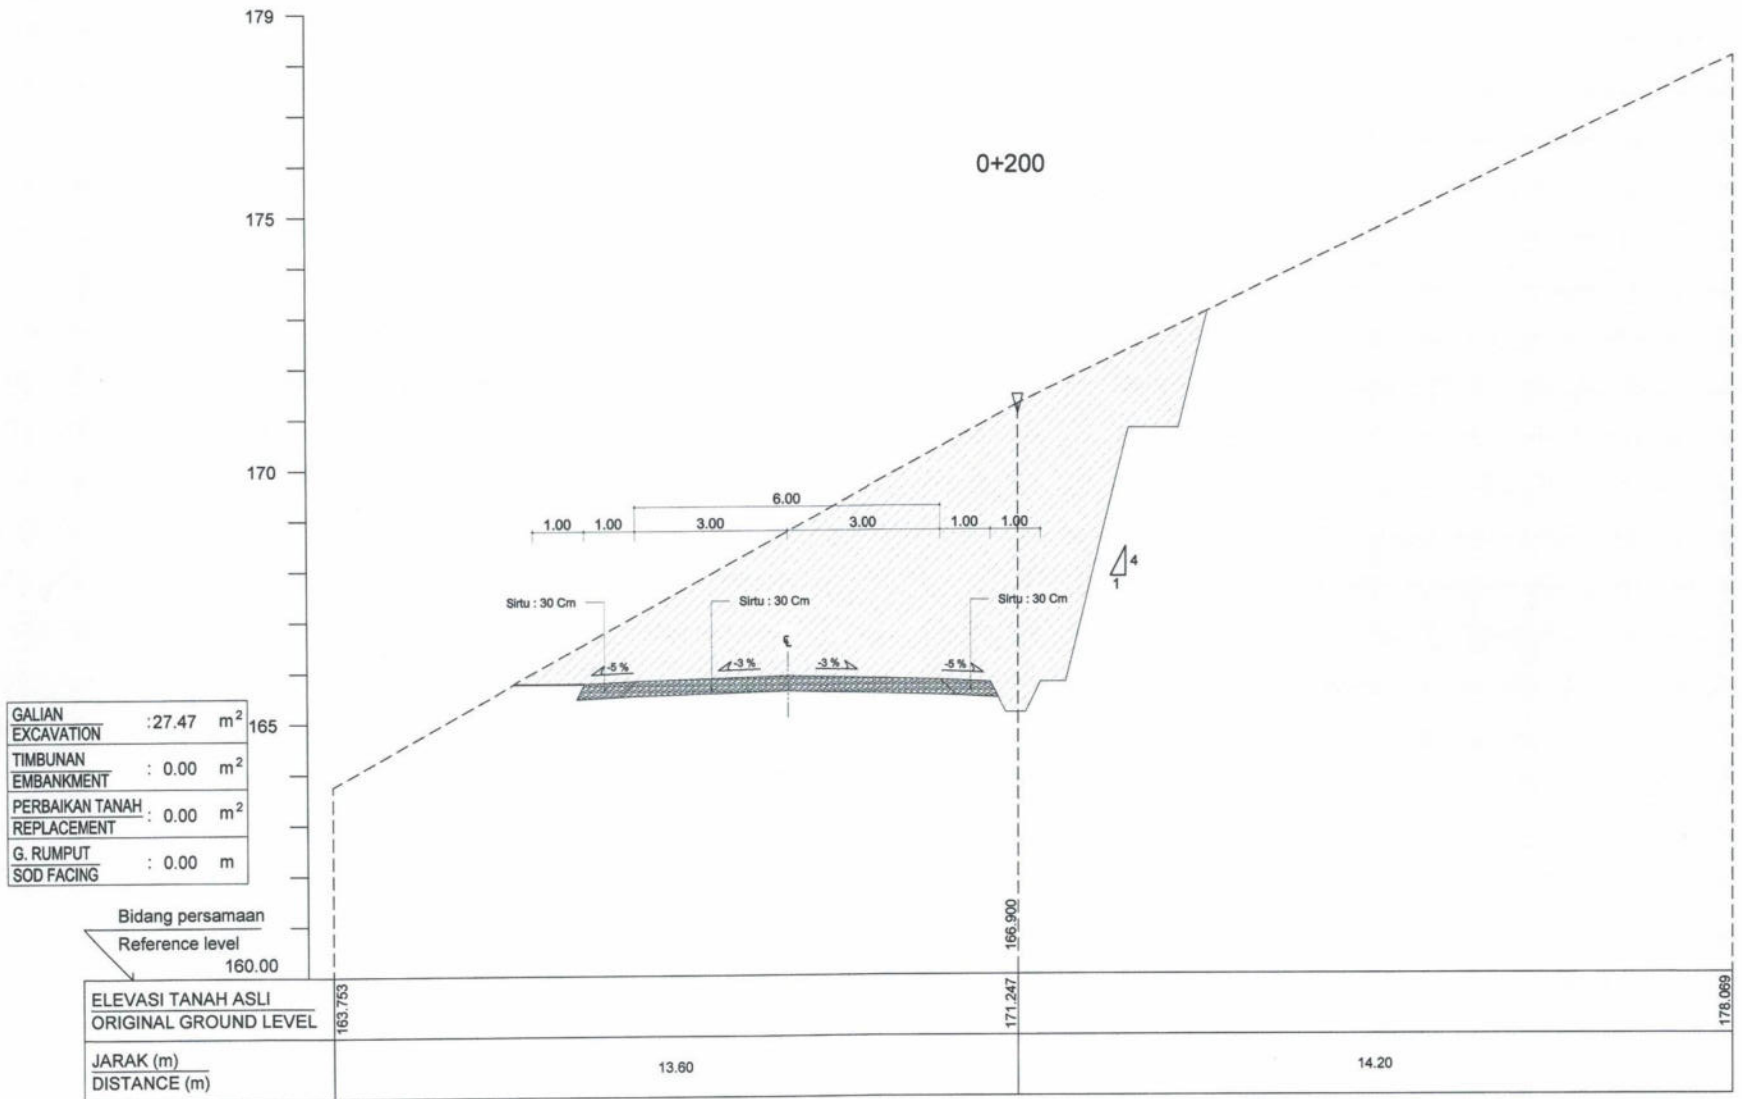 179
175
170
165
0+200
6.00
1.00 1.00 3.00 3.00 1.00 1.00
Sirtu : 30 Cm
Sirtu : 30 Cm
Sirtu : 30 Cm
4
1
℄
-5 % -3 % -3 % -5 %
GALIAN
EXCAVATION : 27.47 m²
TIMBUNAN
EMBANKMENT : 0.00 m²
PERBAIKAN TANAH
REPLACEMENT : 0.00 m²
G. RUMPUT
SOD FACING : 0.00 m
Bidang persamaan
Reference level
160.00
166.900
ELEVASI TANAH ASLI
ORIGINAL GROUND LEVEL
163.753 171.247 178.069
JARAK (m)
DISTANCE (m)
13.60 14.20